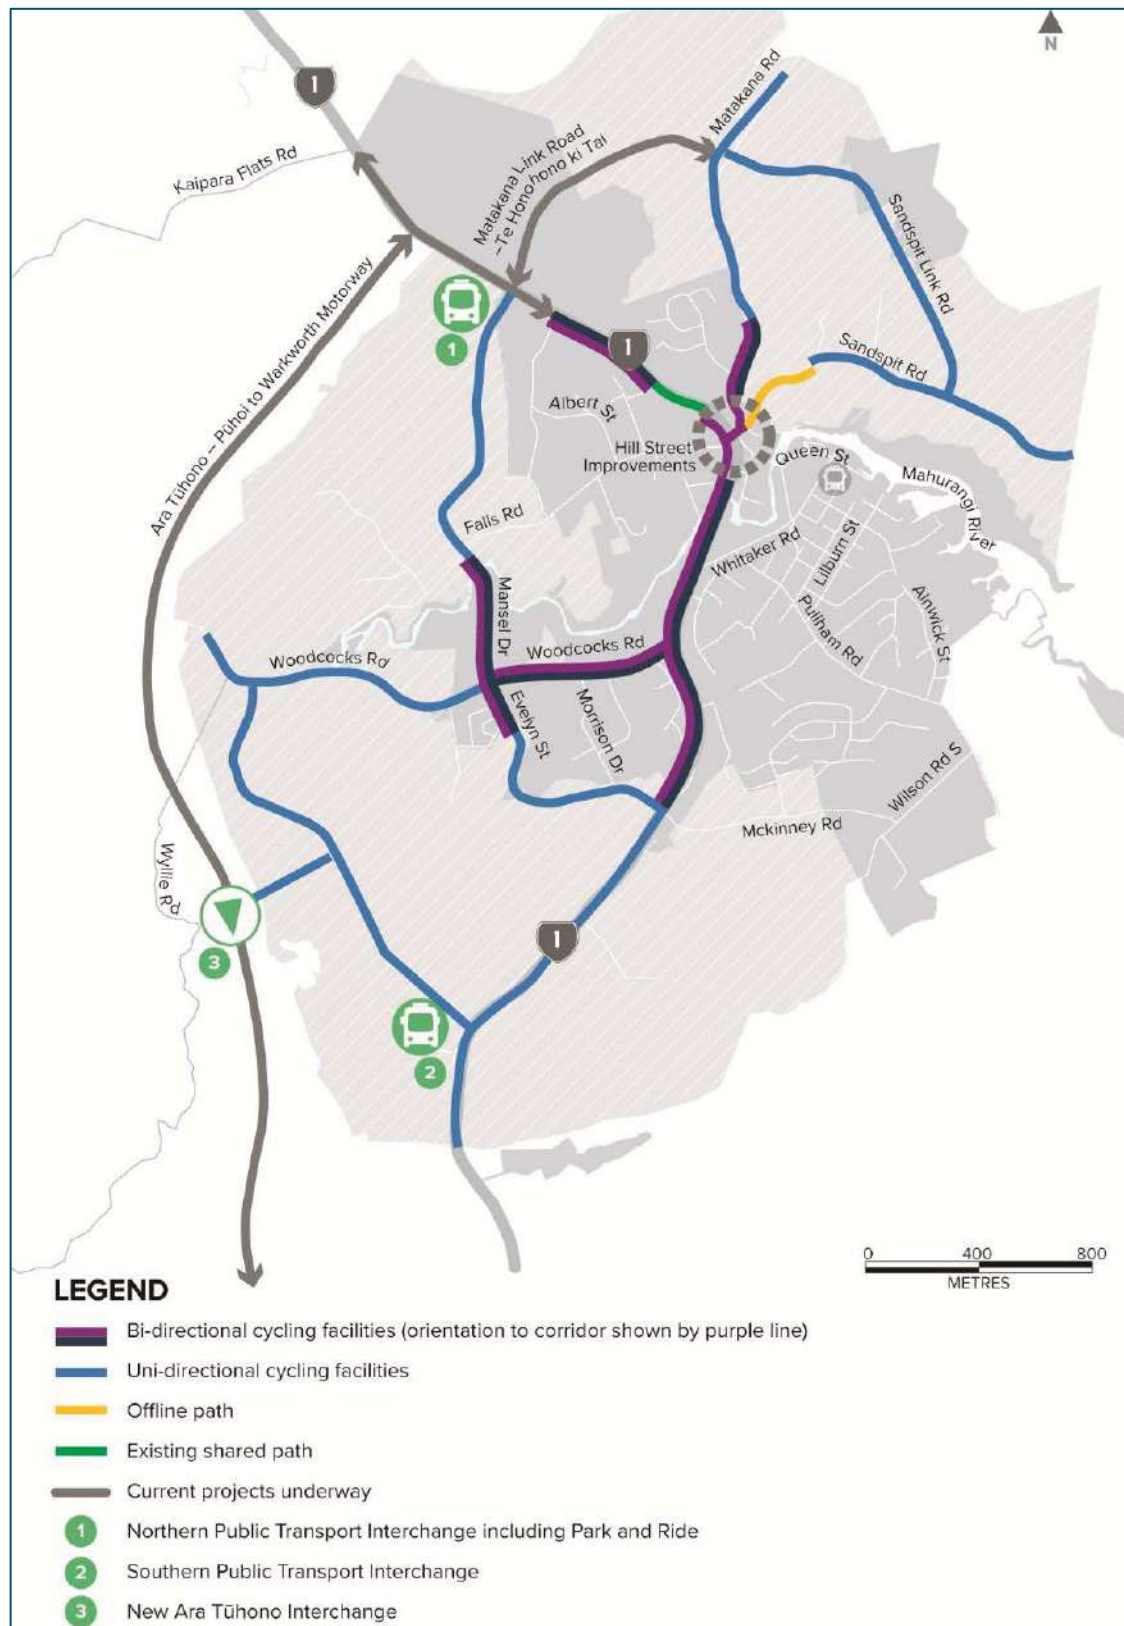 N
1
Matakana Rd
Kaipara Flats Rd
Matakana Link Road
–Te Honohono ki Tai
Sandspit Link Rd
Ara Tūhono – Pūhoi to Warkworth Motorway
1
1
Sandspit Rd
Albert St
Hill Street
Improvements
Queen St
Mahurangi
River
Falls Rd
Whitaker Rd
Lilburn St
Mansel Dr
Pulham Rd
Alnwick St
Woodcocks Rd
Woodcocks Rd
Evelyn St
Morrison Dr
Wilson Rd S
Mckinney Rd
Wyllie Rd
1
3
2
0 400 800
METRES
LEGEND
Bi-directional cycling facilities (orientation to corridor shown by purple line)
Uni-directional cycling facilities
Offline path
Existing shared path
Current projects underway
1 Northern Public Transport Interchange including Park and Ride
2 Southern Public Transport Interchange
3 New Ara Tūhono Interchange